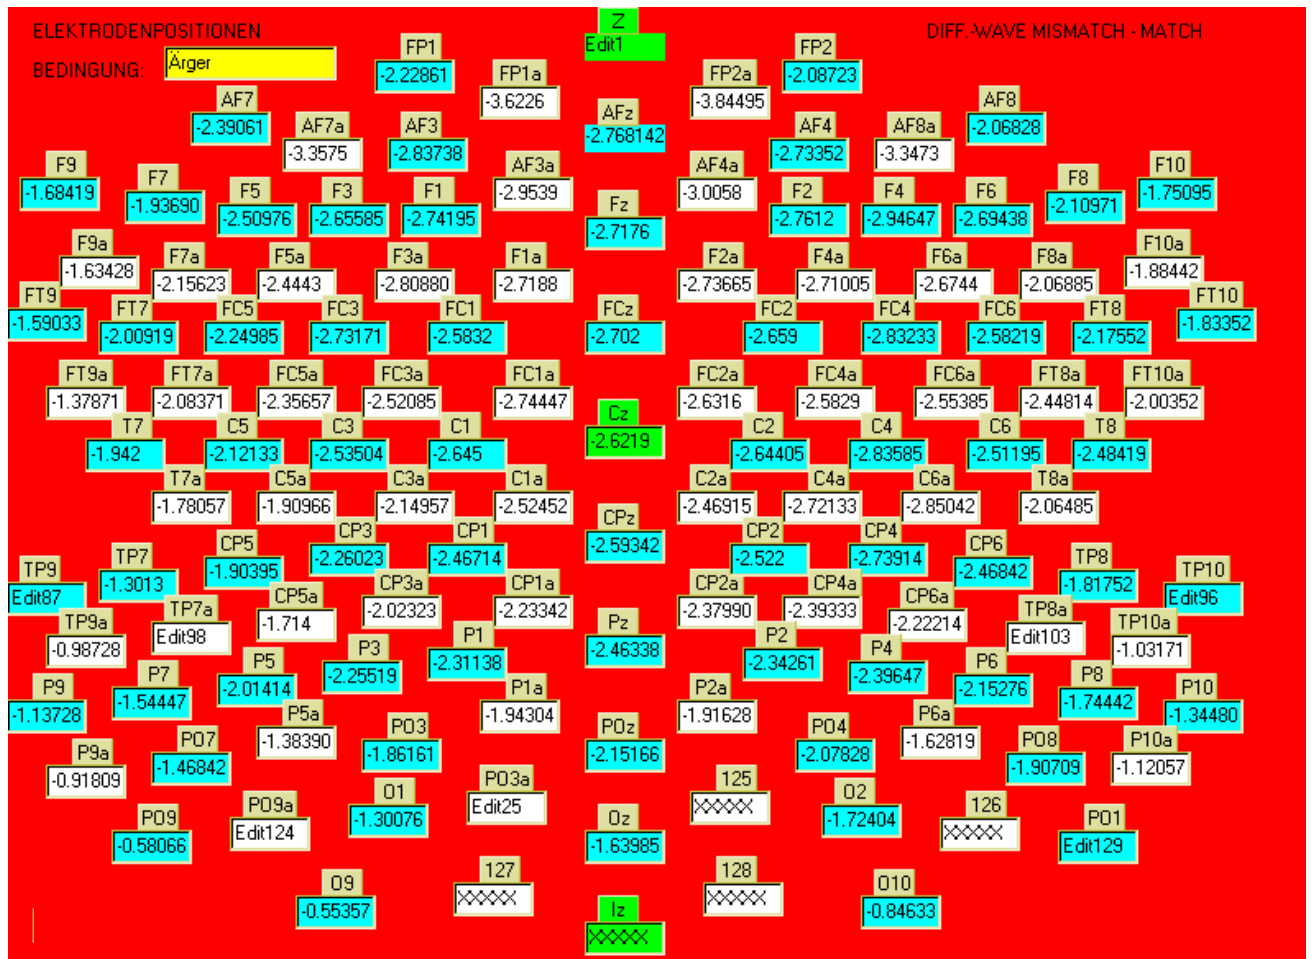 Z
ELEKTRODENPOSITIONEN
Edit1
DIFF.-WAVE MISMATCH - MATCH
BEDINGUNG: Ärger
FP1 FP2
-2.22861 -2.08723
FP1a FP2a
-3.6226 -3.84495
AF7 AFz AF8
-2.39061 -2.768142 -2.06828
AF7a AF3 AF4 AF8a
-3.3575 -2.83738 -2.73352 -3.3473
F9 AF3a AF4a F10
-1.68419 -2.9539 -3.0058 -1.75095
F7 F8
-1.93690 -2.10971
F5 F3 F1 Fz F2 F4 F6
-2.50976 -2.65585 -2.74195 -2.7176 -2.7612 -2.94647 -2.69438
F9a F10a
-1.63428 -1.88442
F7a F5a F3a F1a F2a F4a F6a F8a
-2.15623 -2.4443 -2.80880 -2.7188 -2.73665 -2.71005 -2.6744 -2.06885
FT9 FT10
-1.59033 -1.83352
FT7 FC5 FC3 FC1 FCz FC2 FC4 FC6 FT8
-2.00919 -2.24985 -2.73171 -2.5832 -2.702 -2.659 -2.83233 -2.58219 -2.17552
FT9a FT7a FC5a FC3a FC1a FC2a FC4a FC6a FT8a FT10a
-1.37871 -2.08371 -2.35657 -2.52085 -2.74447 -2.6316 -2.5829 -2.55385 -2.44814 -2.00352
T7 C5 C3 C1 Cz C2 C4 C6 T8
-1.942 -2.12133 -2.53504 -2.645 -2.6219 -2.64405 -2.83585 -2.51195 -2.48419
T7a C5a C3a C1a C2a C4a C6a T8a
-1.78057 -1.90966 -2.14957 -2.52452 -2.46915 -2.72133 -2.85042 -2.06485
CP5 CP3 CP1 CPz CP2 CP4 CP6
-1.90395 -2.26023 -2.46714 -2.59342 -2.522 -2.73914 -2.46842
TP9 TP7 TP8 TP10
Edit87 -1.3013 -1.81752 Edit96
TP9a TP7a CP5a CP3a CP1a CP2a CP4a CP6a TP8a TP10a
-0.98728 Edit98 -1.714 -2.02323 -2.23342 -2.37990 -2.39333 -2.22214 Edit103 -1.03171
P9 P7 P5 P3 P1 Pz P2 P4 P6 P8 P10
-1.13728 -1.54447 -2.01414 -2.25519 -2.31138 -2.46338 -2.34261 -2.39647 -2.15276 -1.74442 -1.34480
P5a P1a P2a P6a
-1.38390 -1.94304 -1.91628 -1.62819
P9a PO7 PO3 POz PO4 PO8 P10a
-0.91809 -1.46842 -1.86161 -2.15166 -2.07828 -1.90709 -1.12057
PO9 PO9a O1 PO3a Oz 125 O2 126 PO1
-0.58066 Edit124 -1.30076 Edit25 -1.63985 XXXXX -1.72404 XXXXX Edit129
O9 127 128 O10
-0.55357 XXXXX XXXXX -0.84633
Iz
XXXXX